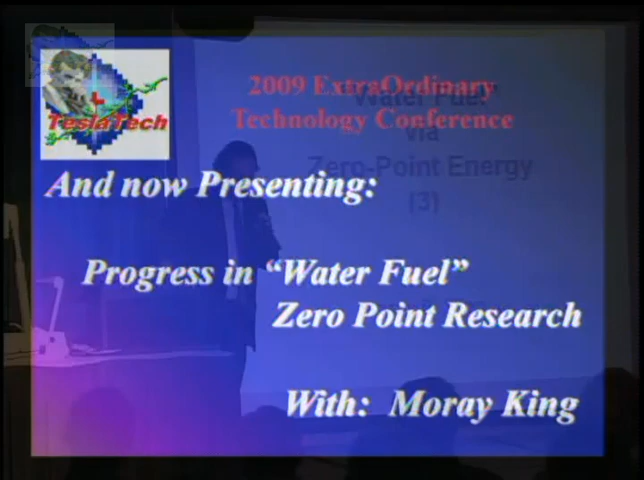 TeslaTech
2009 ExtraOrdinary
Technology Conference
"Water Fuel"
via
Zero-Point Energy
(3)
And now Presenting:
Progress in “Water Fuel”
Zero Point Research
With: Moray King